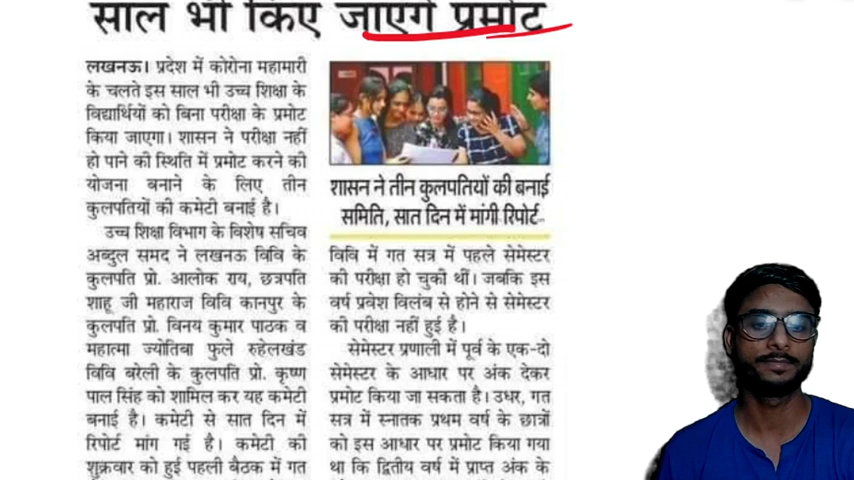 साल भी किए जाएंगे प्रमोट
लखनऊ। प्रदेश में कोरोना महामारी
के चलते इस साल भी उच्च शिक्षा के
विद्यार्थियों को बिना परीक्षा के प्रमोट
किया जाएगा। शासन ने परीक्षा नहीं
हो पाने की स्थिति में प्रमोट करने की
योजना बनाने के लिए तीन
कुलपतियों की कमेटी बनाई है।
उच्च शिक्षा विभाग के विशेष सचिव
अब्दुल समद ने लखनऊ विवि के
कुलपति प्रो. आलोक राय, छत्रपति
शाहू जी महाराज विवि कानपुर के
कुलपति प्रो. विनय कुमार पाठक व
महात्मा ज्योतिबा फुले रुहेलखंड
विवि बरेली के कुलपति प्रो. कृष्ण
पाल सिंह को शामिल कर यह कमेटी
बनाई है। कमेटी से सात दिन में
रिपोर्ट मांग गई है। कमेटी की
शुक्रवार को हुई पहली बैठक में गत
शासन ने तीन कुलपतियों की बनाई
समिति, सात दिन में मांगी रिपोर्ट
विवि में गत सत्र में पहले सेमेस्टर
की परीक्षा हो चुकी थीं। जबकि इस
वर्ष प्रवेश विलंब से होने से सेमेस्टर
की परीक्षा नहीं हुई है।
सेमेस्टर प्रणाली में पूर्व के एक-दो
सेमेस्टर के आधार पर अंक देकर
प्रमोट किया जा सकता है। उधर, गत
सत्र में स्नातक प्रथम वर्ष के छात्रों
को इस आधार पर प्रमोट किया गया
था कि द्वितीय वर्ष में प्राप्त अंक के